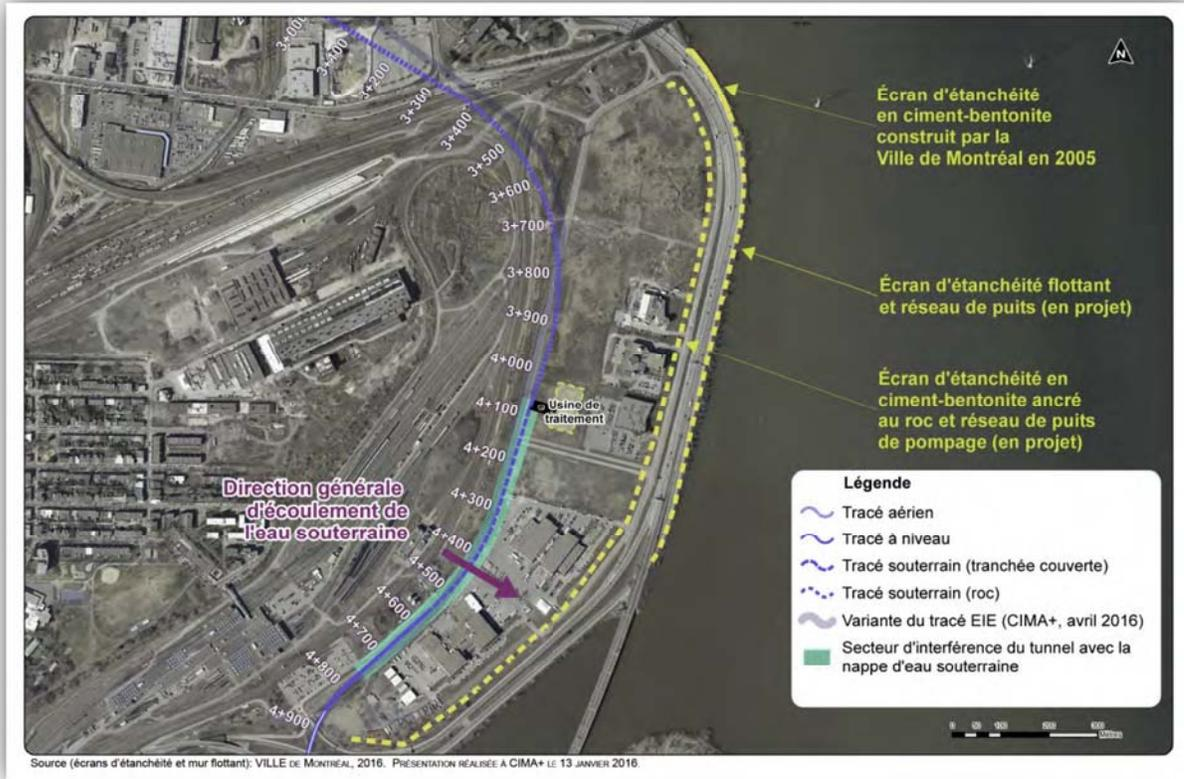 3+000
3+100
3+200
3+360
3+400
3+500
3+600
3+700
3+800
3+900
4+000
4+100
4+200
4+300
4+400
4+500
4+600
4+700
4+800
4+900
N
Écran d'étanchéité
en ciment-bentonite
construit par la
Ville de Montréal en 2005
Écran d'étanchéité flottant
et réseau de puits (en projet)
Écran d'étanchéité en
ciment-bentonite ancré
au roc et réseau de puits
de pompage (en projet)
Usine de
traitement
Direction générale
d'écoulement de
l'eau souterraine
Légende
Tracé aérien
Tracé à niveau
Tracé souterrain (tranchée couverte)
Tracé souterrain (roc)
Variante du tracé EIE (CIMA+, avril 2016)
Secteur d'interférence du tunnel avec la
nappe d'eau souterraine
0 50 100 200 300
Mètres
Source (écrans d'étanchéité et mur flottant): VILLE DE MONTRÉAL, 2016. PRÉSENTATION RÉALISÉE À CIMA+ LE 13 JANVIER 2016.